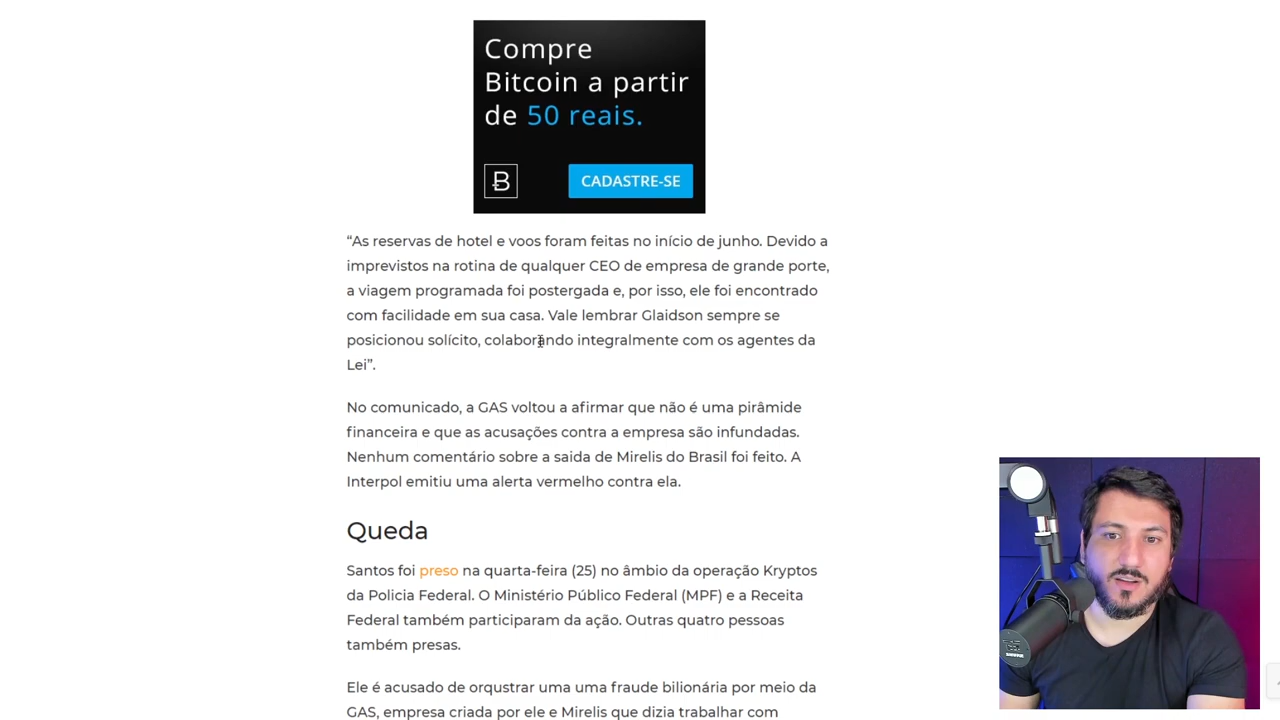 Compre
Bitcoin a partir
de 50 reais.
CADASTRE-SE
“As reservas de hotel e voos foram feitas no início de junho. Devido a
imprevistos na rotina de qualquer CEO de empresa de grande porte,
a viagem programada foi postergada e, por isso, ele foi encontrado
com facilidade em sua casa. Vale lembrar Glaidson sempre se
posicionou solícito, colaborando integralmente com os agentes da
Lei”.
No comunicado, a GAS voltou a afirmar que não é uma pirâmide
financeira e que as acusações contra a empresa são infundadas.
Nenhum comentário sobre a saida de Mirelis do Brasil foi feito. A
Interpol emitiu uma alerta vermelho contra ela.
Queda
Santos foi preso na quarta-feira (25) no âmbio da operação Kryptos
da Policia Federal. O Ministério Público Federal (MPF) e a Receita
Federal também participaram da ação. Outras quatro pessoas
também presas.
Ele é acusado de orqustrar uma uma fraude bilionária por meio da
GAS, empresa criada por ele e Mirelis que dizia trabalhar com